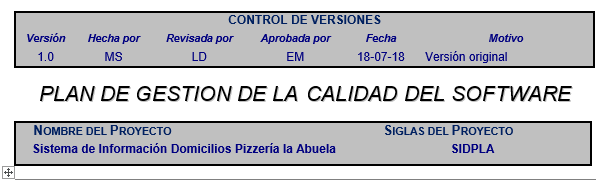 CONTROL DE VERSIONES
Versión Hecha por Revisada por Aprobada por Fecha Motivo
1.0 MS LD EM 18-07-18 Versión original
PLAN DE GESTION DE LA CALIDAD DEL SOFTWARE
NOMBRE DEL PROYECTO SIGLAS DEL PROYECTO
Sistema de Información Domicilios Pizzería la Abuela SIDPLA